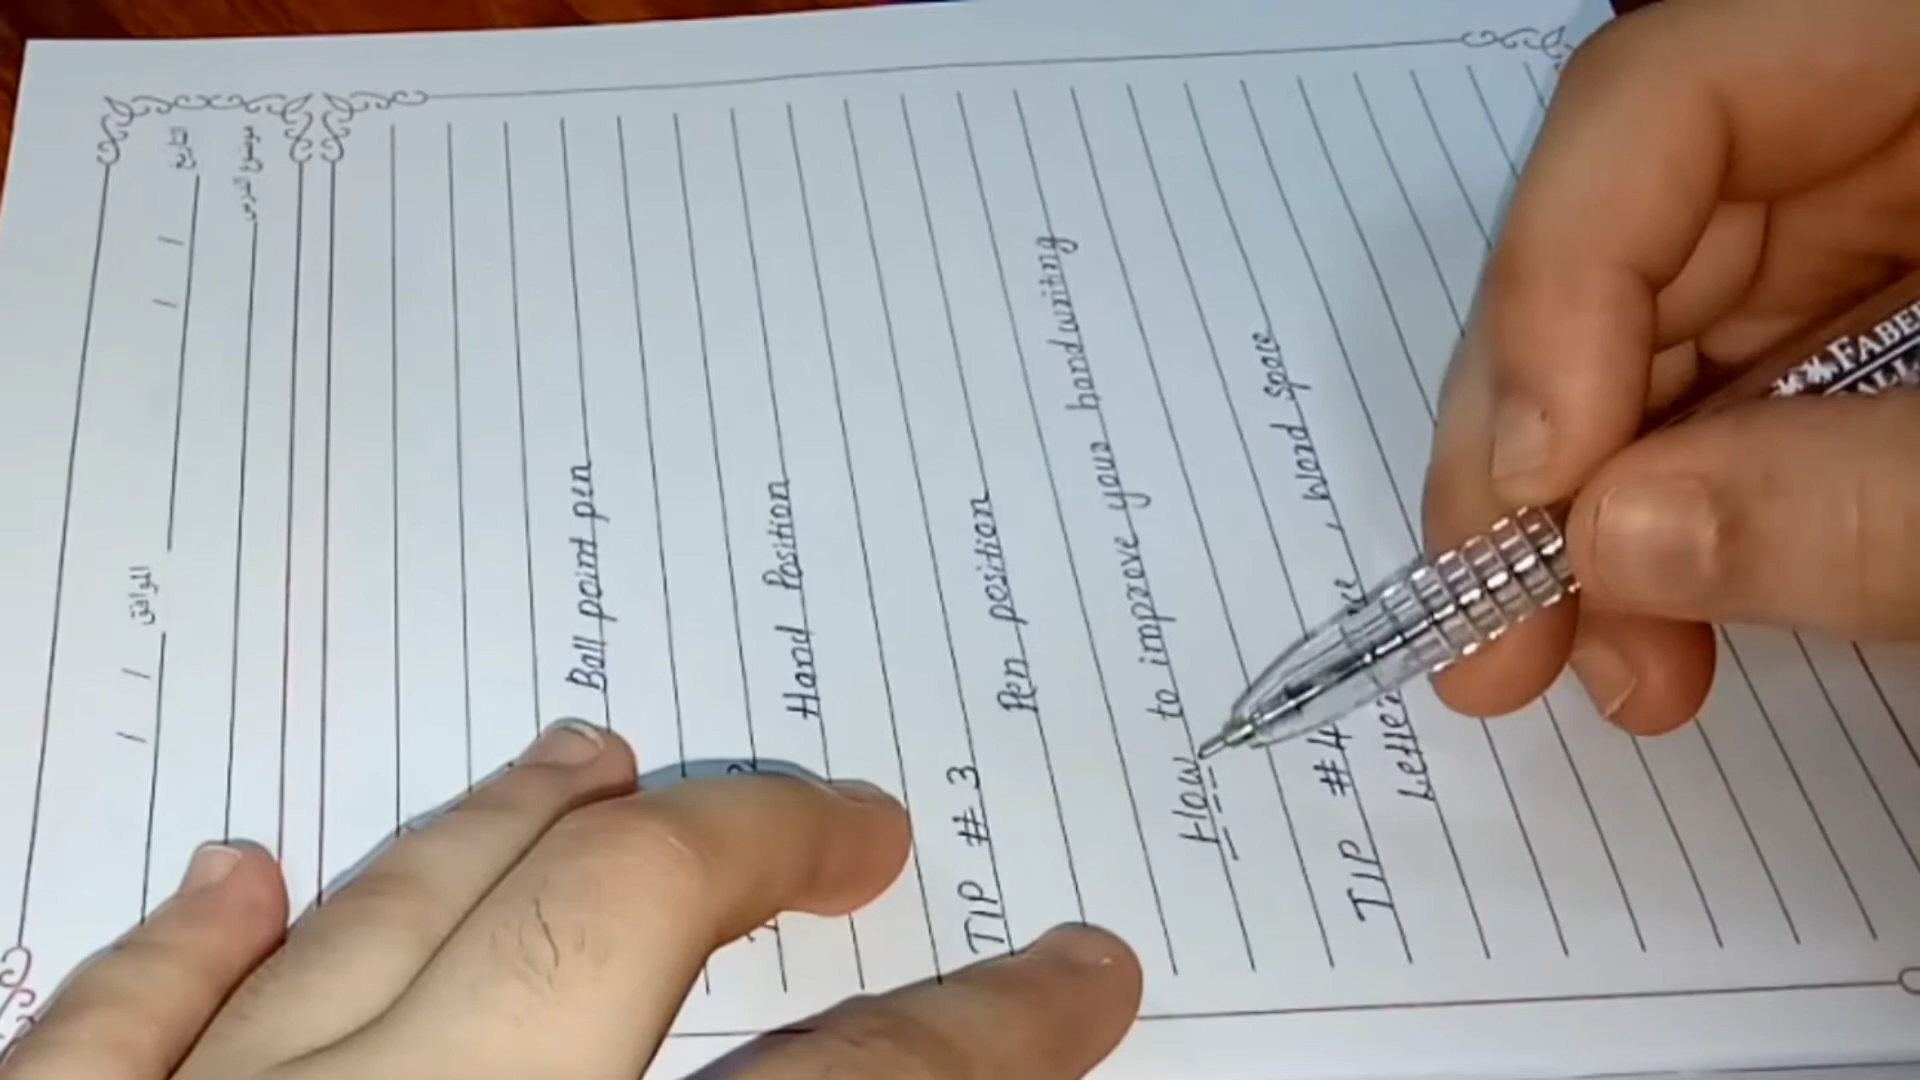 التاريخ / / الموافق / /
موضوع الدرس
Ball point pen
Hand Position
TIP # 3
Pen position
How to improve your handwriting
TIP #4
Letter , word space
FABER